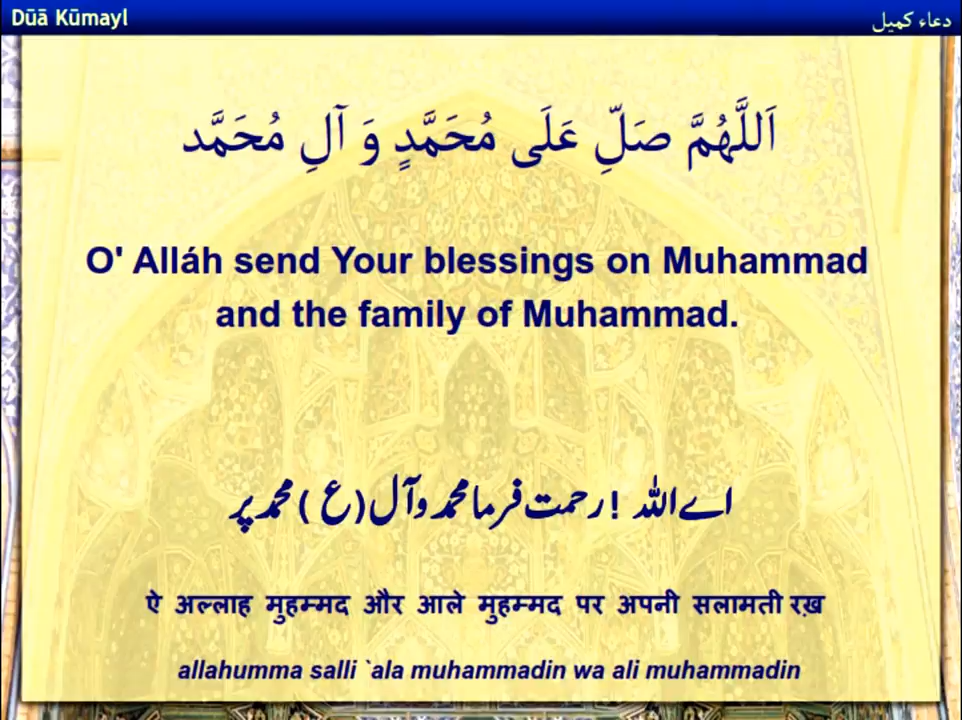 Dūā Kūmayl
دعاء كميل
اَللَّهُمَّ صَلِّ عَلَى مُحَمَّدٍ وَ آلِ مُحَمَّد
O' Alláh send Your blessings on Muhammad
and the family of Muhammad.
اے اللہ ! رحمت فرما محمد و آل ( ع ) محمد پر
ऐ अल्लाह मुहम्मद और आले मुहम्मद पर अपनी सलामती रख़
allahumma salli `ala muhammadin wa ali muhammadin